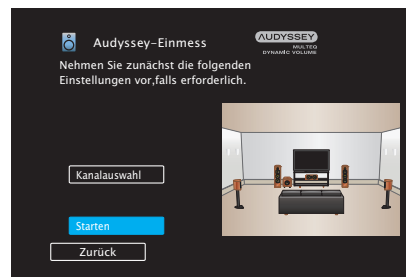 Audyssey-Einmess
AUDYSSEY
MULTEQ
DYNAMIC VOLUME
Nehmen Sie zunächst die folgenden
Einstellungen vor,falls erforderlich.
Kanalauswahl
Starten
Zurück